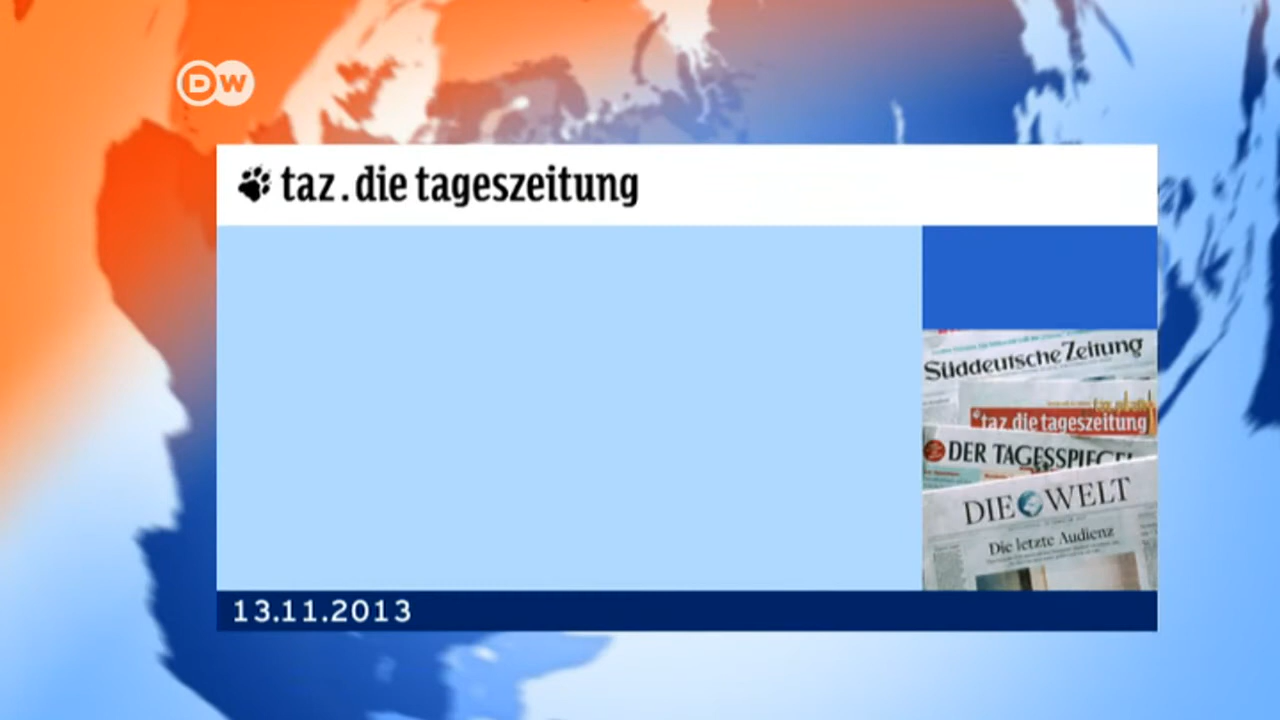 DW
taz.die tageszeitung
Süddeutsche Zeitung
taz.die tageszeitung
DER TAGESSPIEGEL
DIE WELT
Die letzte Audienz
13.11.2013